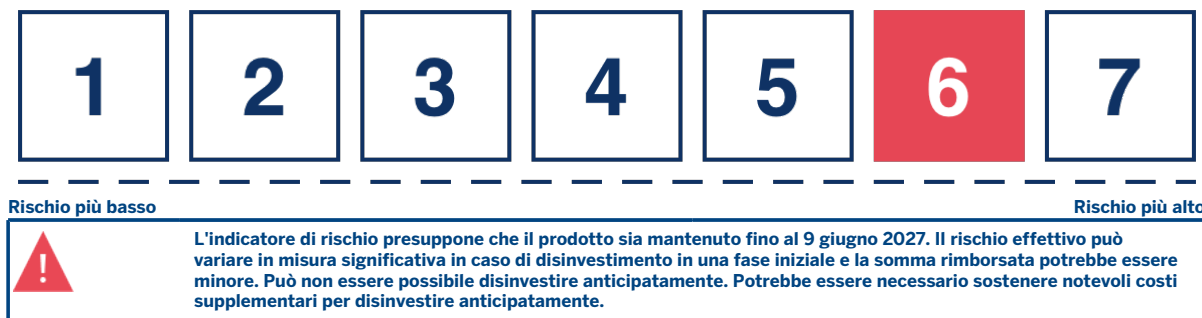 1 2 3 4 5 6 7
Rischio più basso Rischio più alto
!
L'indicatore di rischio presuppone che il prodotto sia mantenuto fino al 9 giugno 2027. Il rischio effettivo può
variare in misura significativa in caso di disinvestimento in una fase iniziale e la somma rimborsata potrebbe essere
minore. Può non essere possibile disinvestire anticipatamente. Potrebbe essere necessario sostenere notevoli costi
supplementari per disinvestire anticipatamente.